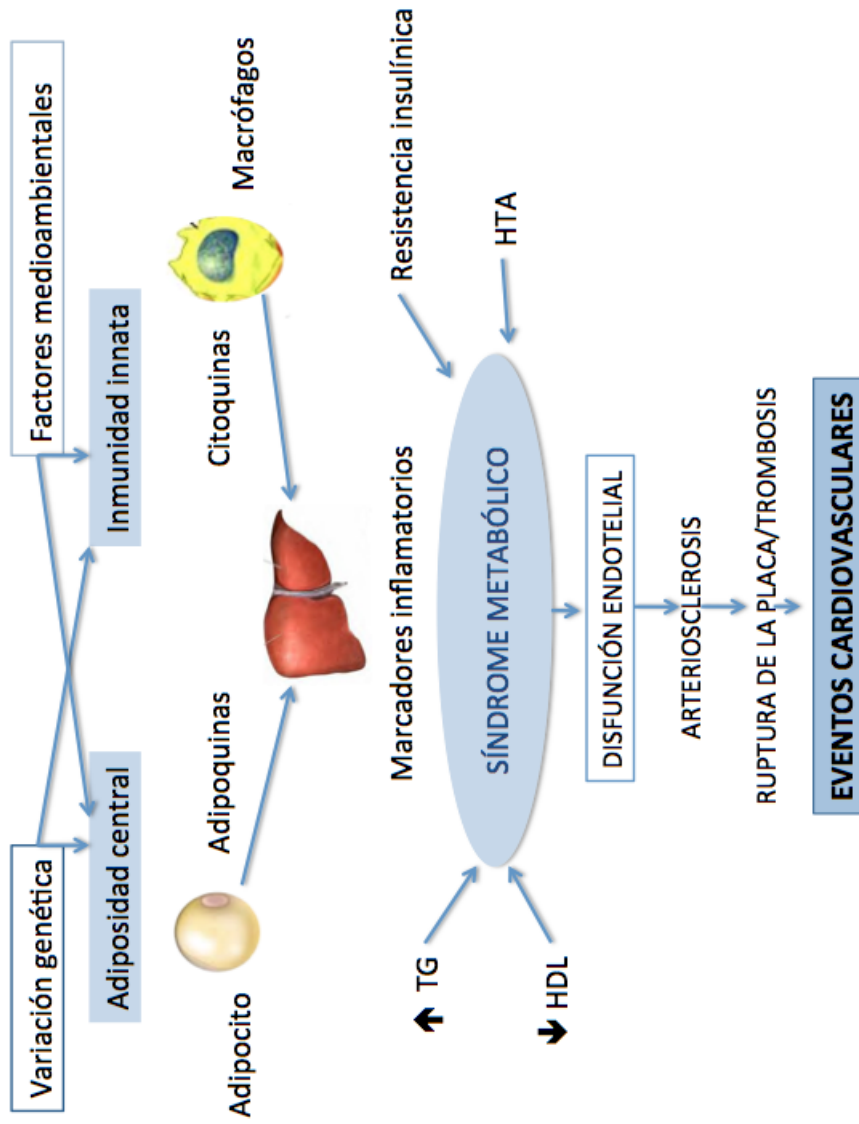 Variación genética
Factores medioambientales
Adiposidad central
Inmunidad innata
Adipocito
Adipoquinas
Citoquinas
Macrófagos
Marcadores inflamatorios
Resistencia insulínica
↑ TG
SÍNDROME METABÓLICO
HTA
↓ HDL
DISFUNCIÓN ENDOTELIAL
ARTERIOSCLEROSIS
RUPTURA DE LA PLACA/TROMBOSIS
EVENTOS CARDIOVASCULARES